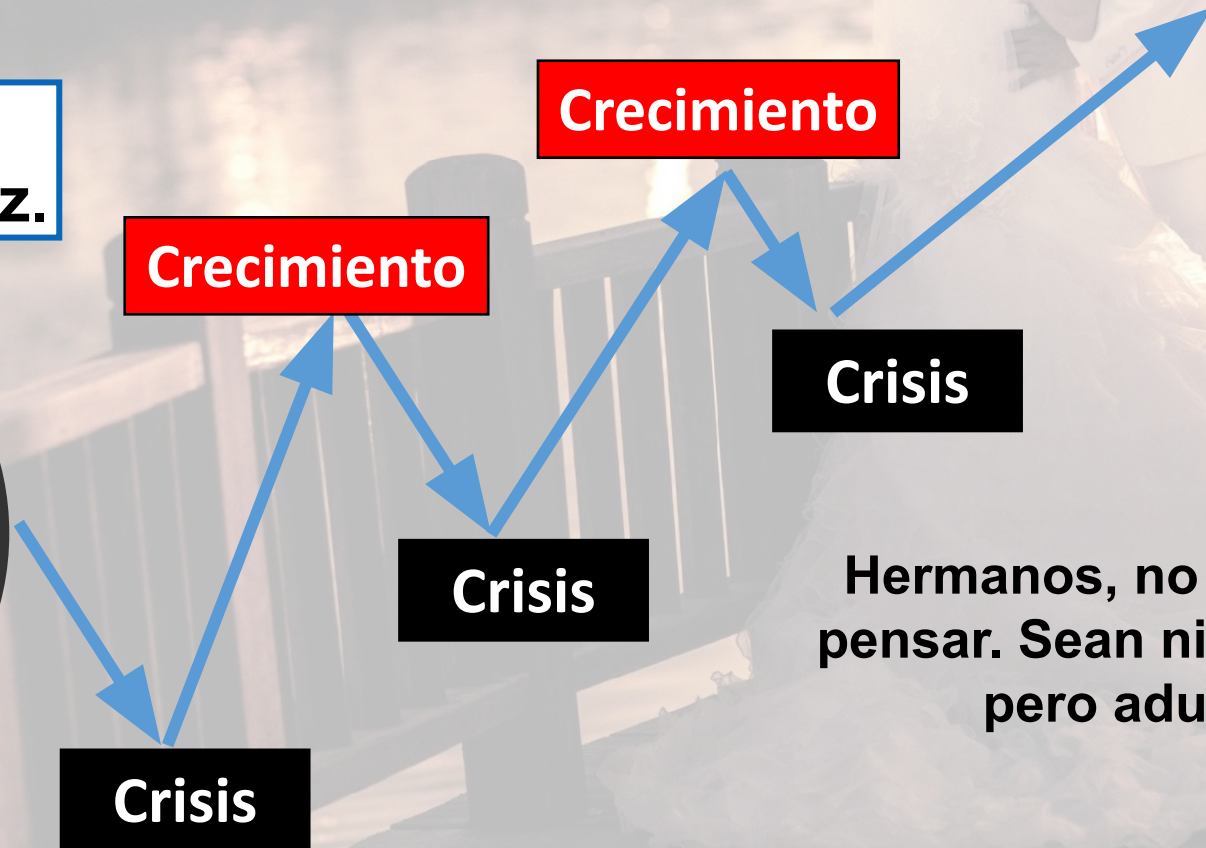 z.
Crecimiento
Crecimiento
Crisis
Crisis
Crisis
Hermanos, no
pensar. Sean ni
pero adu